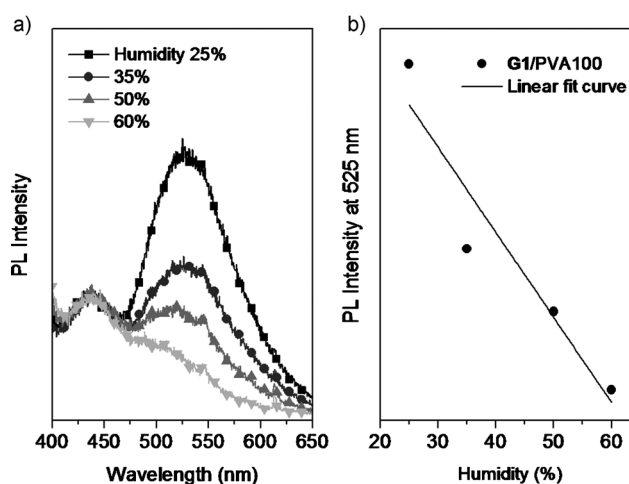 a)
Humidity 25%
35%
50%
60%
PL Intensity
400 450 500 550 600 650
Wavelength (nm)
b)
G1/PVA100
Linear fit curve
PL Intensity at 525 nm
20 30 40 50 60
Humidity (%)